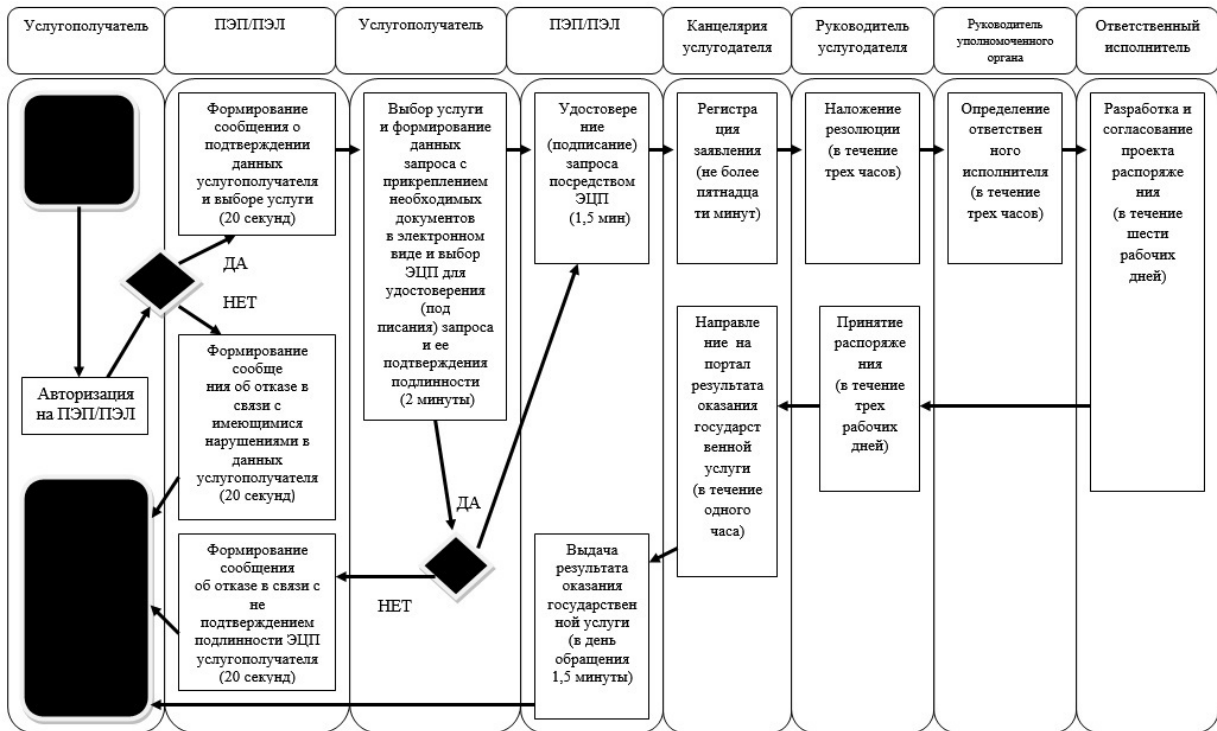 Услугополучатель
ПЭП/ПЭЛ
Услугополучатель
ПЭП/ПЭЛ
Канцелярия
услугодателя
Руководитель
услугодателя
Руководитель
уполномоченного
органа
Ответственный
исполнитель
Формирование
сообщения о
подтверждении
данных
услугополучателя
и выборе услуги
(20 секунд)
Выбор услуги
и формирование
данных
запроса с
прикреплением
необходимых
документов
в электронном
виде и выбор
ЭЦП для
удостоверения
(под
писания) запроса
и ее
подтверждения
подлинности
(2 минуты)
Удостовере
ние
(подписание)
запроса
посредством
ЭЦП
(1,5 мин)
Регистра
ция
заявления
(не более
пятнадца
ти минут)
Наложение
резолюции
(в течение
трех часов)
Определение
ответствен
ного
исполнителя
(в течение
трех часов)
Разработка и
согласование
проекта
распоряже
ния
(в течение
шести
рабочих
дней)
ДА
НЕТ
Авторизация
на ПЭП/ПЭЛ
Формирование
сообще
ния об отказе в
связи с
имеющимися
нарушениями в
данных
услугополучателя
(20 секунд)
Направле
ние на
портал
результата
оказания
государст
венной
услуги
(в течение
одного
часа)
Принятие
распоряже
ния
(в течение
трех
рабочих
дней)
ДА
НЕТ
Формирование
сообщения
об отказе в связи с
не
подтверждением
подлинности ЭЦП
услугополучателя
(20 секунд)
Выдача
результата
оказания
государствен
ной услуги
(в день
обращения
1,5 минуты)